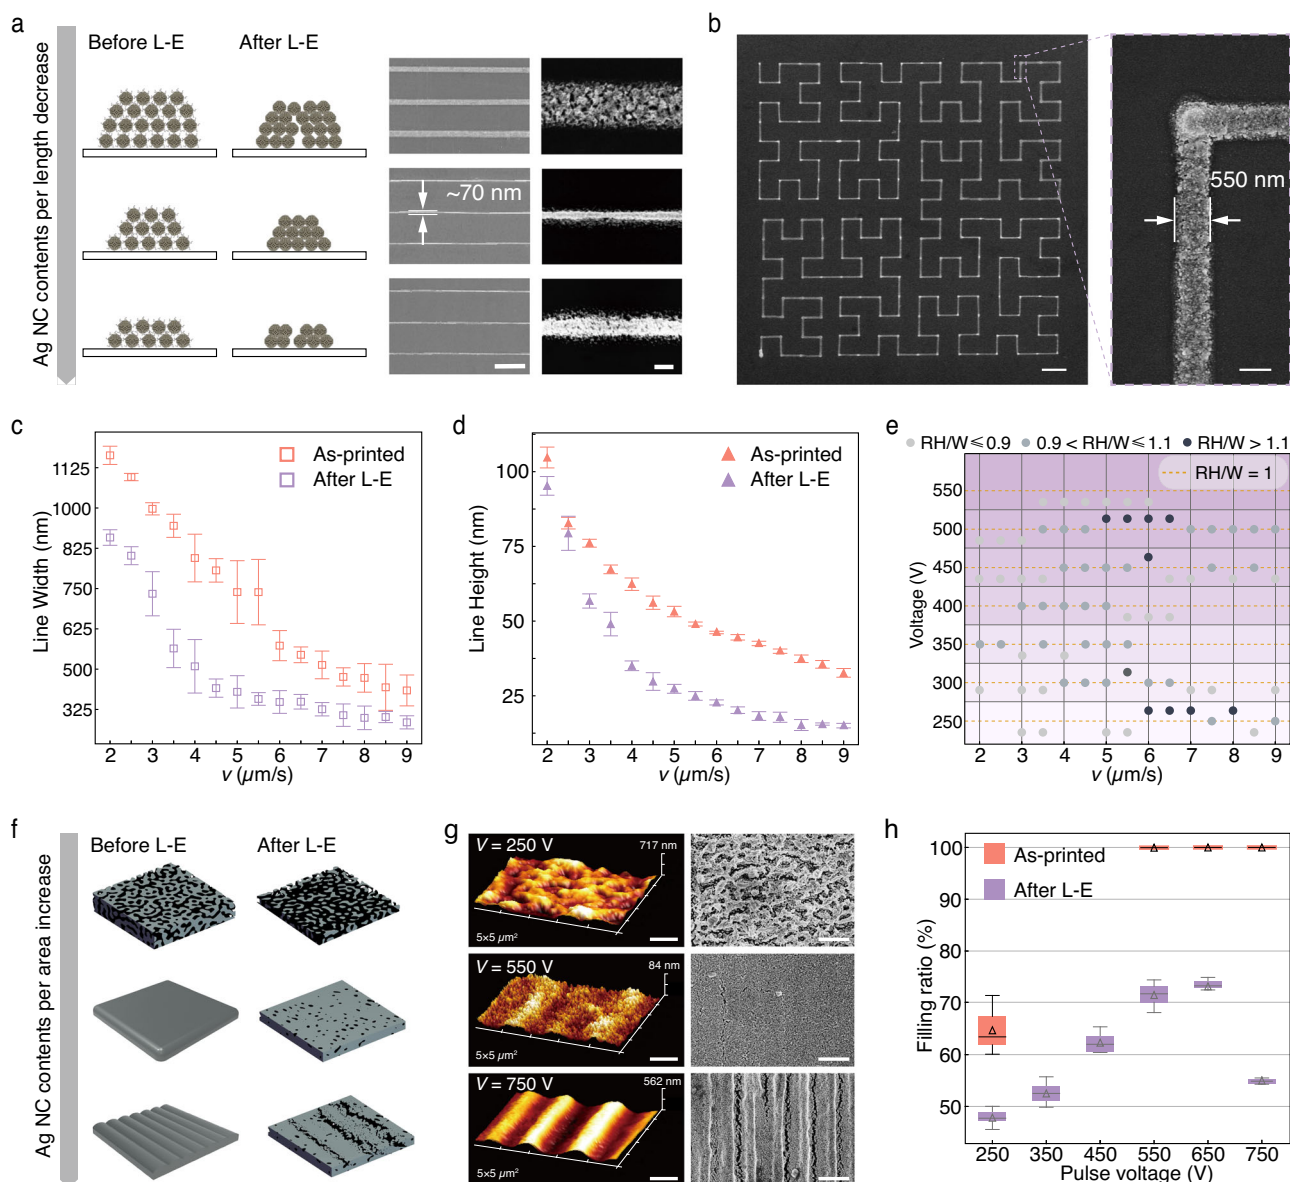 a
Before L-E
After L-E
Ag NC contents per length decrease
~70 nm
b
550 nm
c
As-printed
After L-E
Line Width (nm)
1125
1000
825
750
625
500
325
2 3 4 5 6 7 8 9
v (μm/s)
d
As-printed
After L-E
Line Height (nm)
100
75
50
25
2 3 4 5 6 7 8 9
v (μm/s)
e
RH/W⩽0.9 0.9 < RH/W⩽1.1 RH/W > 1.1
RH/W = 1
Voltage (V)
550
500
450
400
350
300
250
2 3 4 5 6 7 8 9
v (μm/s)
f
Before L-E
After L-E
Ag NC contents per area increase
g
V = 250 V
717 nm
5×5 μm²
V = 550 V
84 nm
5×5 μm²
V = 750 V
562 nm
5×5 μm²
h
As-printed
After L-E
Filling ratio (%)
100
90
80
70
60
50
250 350 450 550 650 750
Pulse voltage (V)